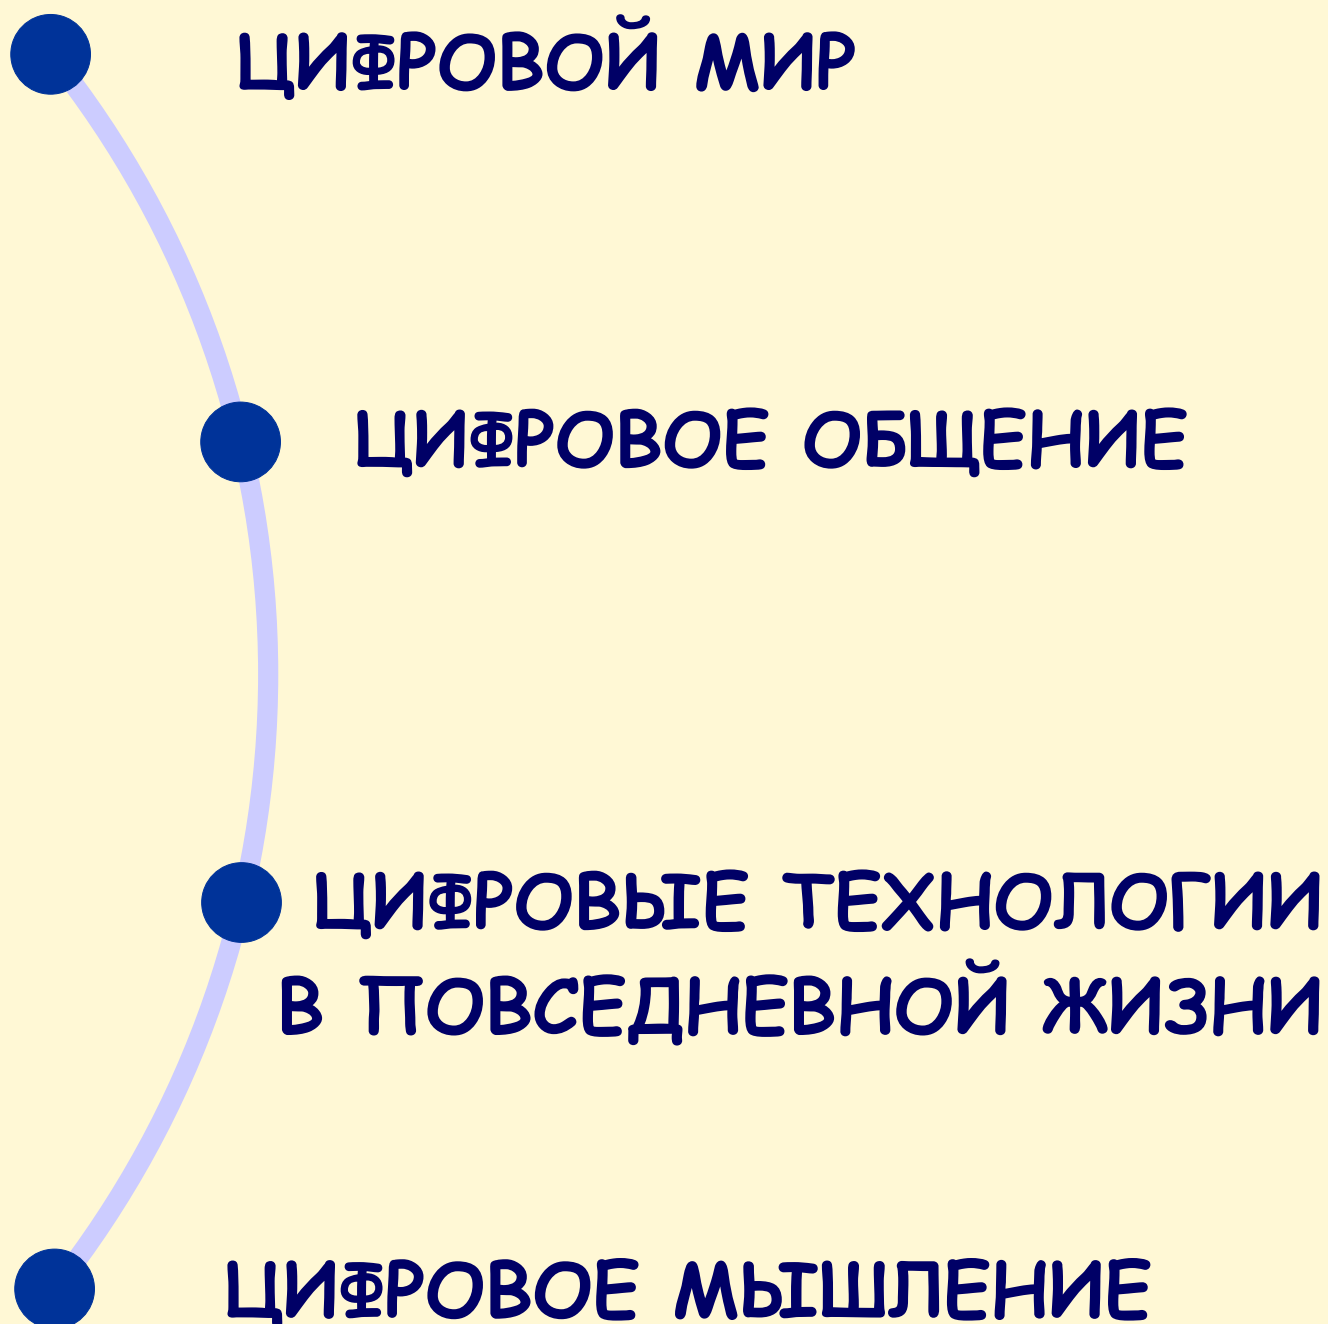 ЦИФРОВОЙ МИР
ЦИФРОВОЕ ОБЩЕНИЕ
ЦИФРОВЫЕ ТЕХНОЛОГИИ
В ПОВСЕДНЕВНОЙ ЖИЗНИ
ЦИФРОВОЕ МЫШЛЕНИЕ